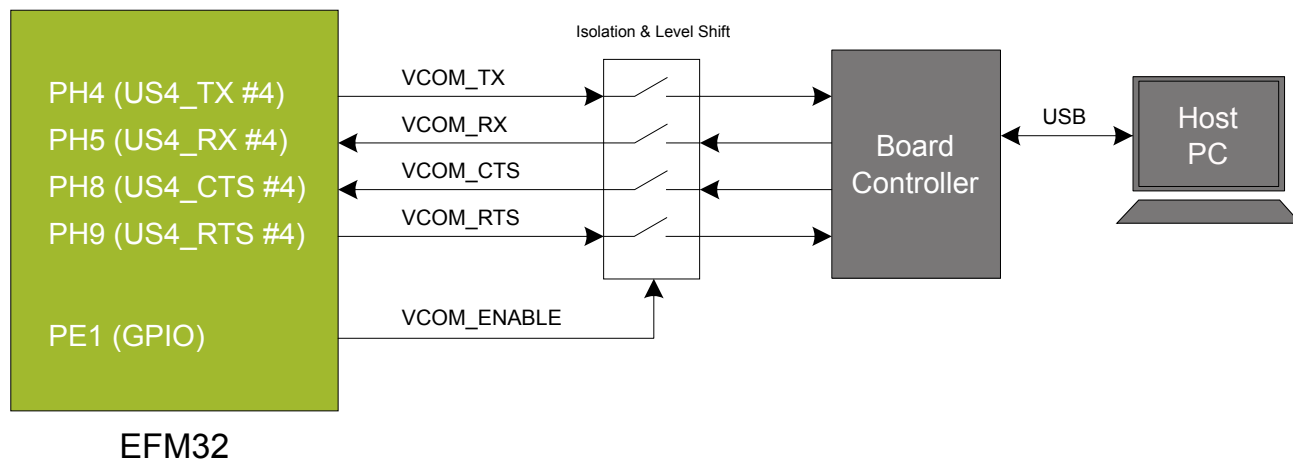 Isolation & Level Shift
PH4 (US4_TX #4)
VCOM_TX
PH5 (US4_RX #4)
VCOM_RX
PH8 (US4_CTS #4)
VCOM_CTS
PH9 (US4_RTS #4)
VCOM_RTS
PE1 (GPIO)
VCOM_ENABLE
Board
Controller
USB
Host
PC
EFM32